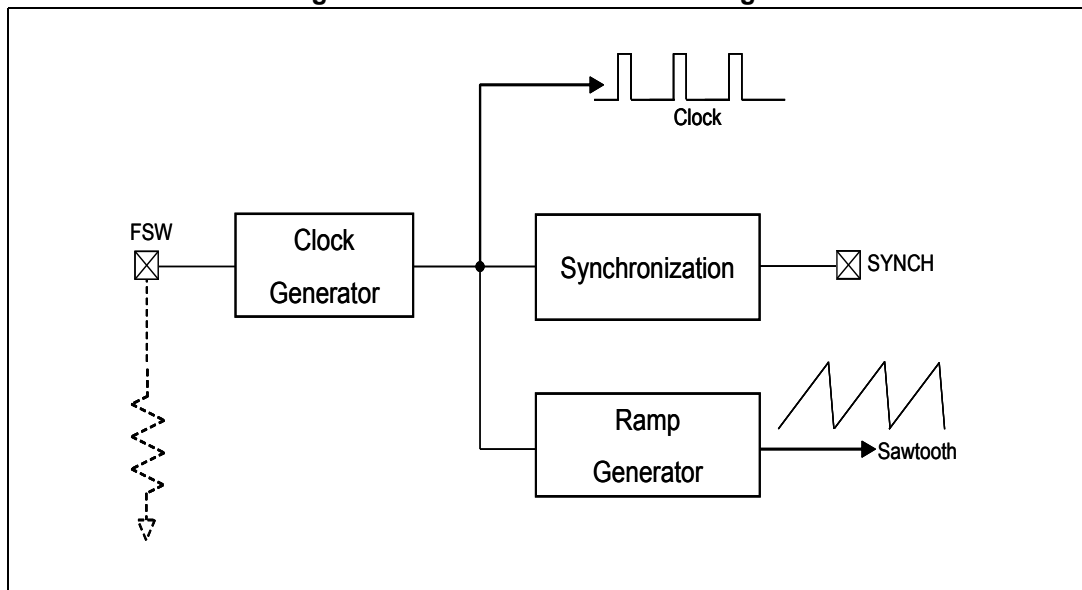 Clock
FSW
Clock
Generator
Synchronization
SYNCH
Ramp
Generator
Sawtooth